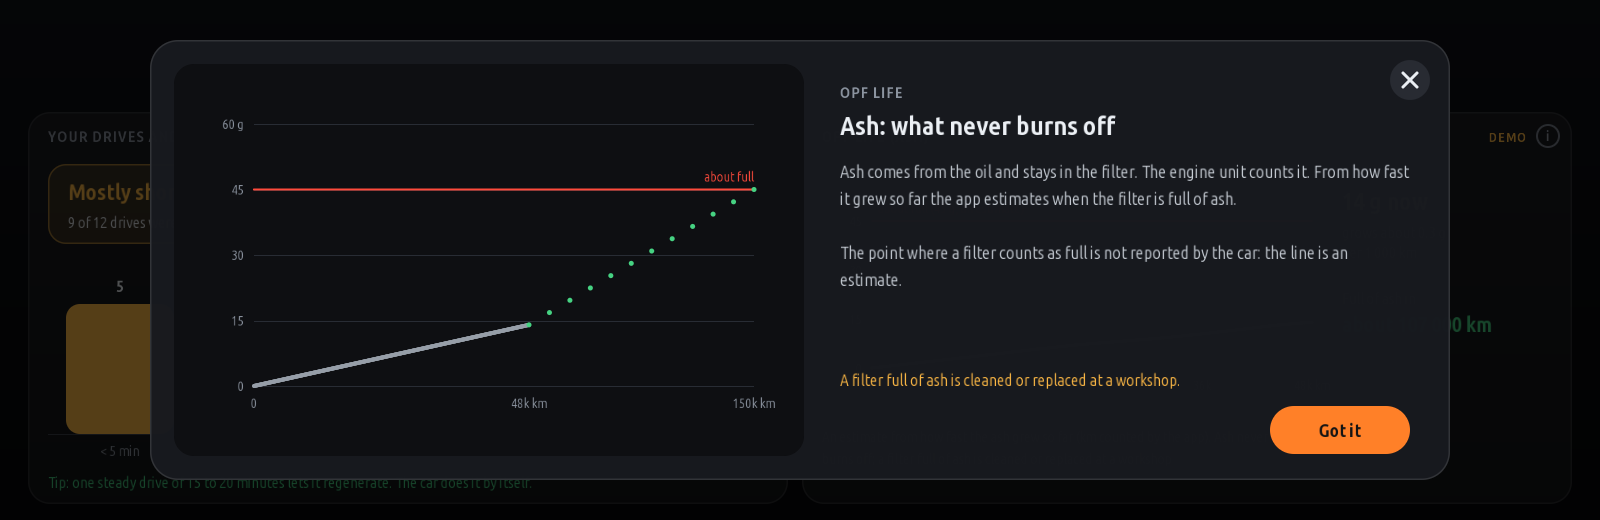 YOUR DRIVES
DEMO
i
Mostly sh
9 of 12 drives
5
< 5 min
Tip: one steady drive of 15 to 20 minutes lets it regenerate. The car does it by itself.
00 km
60 g
45
30
15
0
about full
0
48k km
150k km
OPF LIFE
Ash: what never burns off
Ash comes from the oil and stays in the filter. The engine unit counts it. From how fast
it grew so far the app estimates when the filter is full of ash.
The point where a filter counts as full is not reported by the car: the line is an
estimate.
A filter full of ash is cleaned or replaced at a workshop.
Got it